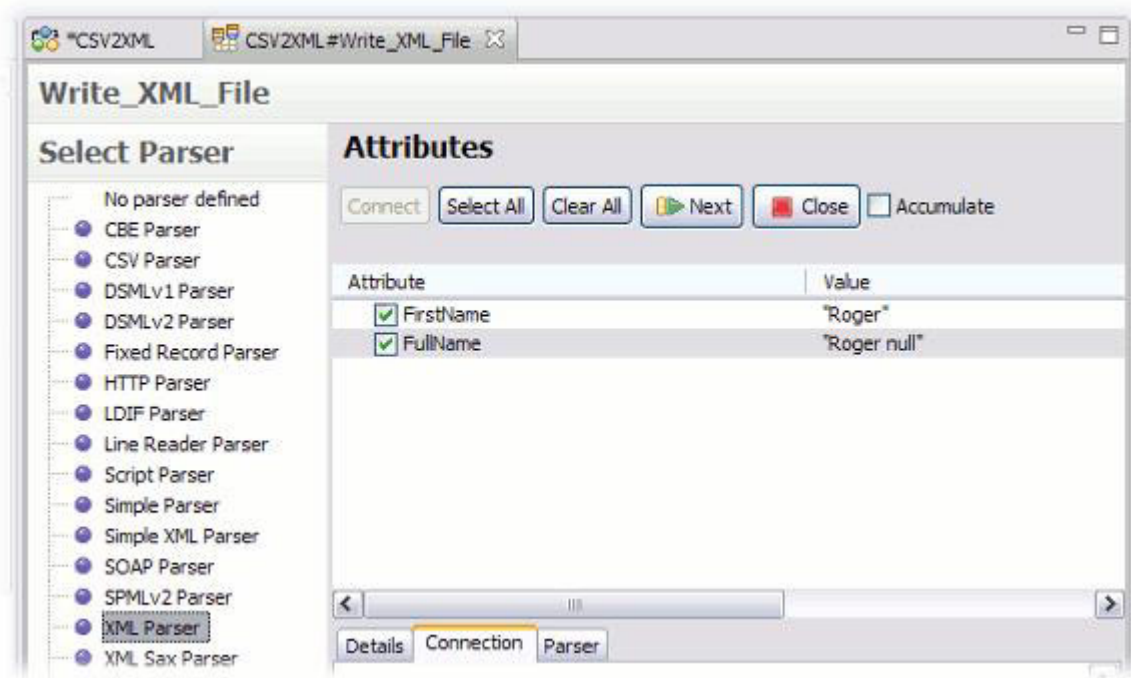 *CSV2XML CSV2XML#Write_XML_File
Write_XML_File
Select Parser
No parser defined
CBE Parser
CSV Parser
DSMLv1 Parser
DSMLv2 Parser
Fixed Record Parser
HTTP Parser
LDIF Parser
Line Reader Parser
Script Parser
Simple Parser
Simple XML Parser
SOAP Parser
SPMLv2 Parser
XML Parser
XML Sax Parser
Attributes
Connect Select All Clear All Next Close Accumulate
Attribute Value
FirstName "Roger"
FullName "Roger null"
Details Connection Parser